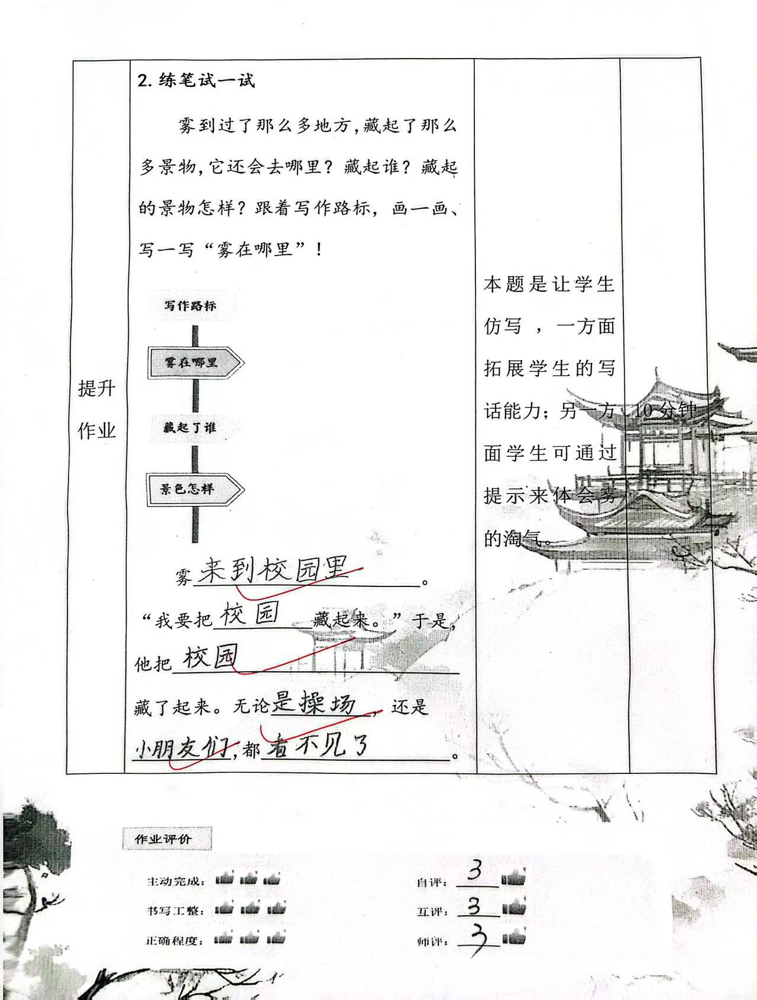 2. 练笔试一试
雾到过了那么多地方,藏起了那么
多景物,它还会去哪里？藏起谁？藏起
的景物怎样？跟着写作路标，画一画、
写一写“雾在哪里”！
写作路标
雾在哪里
藏起了谁
景色怎样
提升
作业
雾来到校园里。
“我要把校园藏起来。”于是,
他把校园
藏了起来。无论是操场，还是
小朋友们,都看不见了。
本题是让学生
仿写 ，一方面
拓展学生的写
话能力；另一方
面学生可通过
提示来体会雾
的淘气。
10 分钟
作业评价
主动完成：
书写工整：
正确程度：
自评：3
互评：3
师评：3